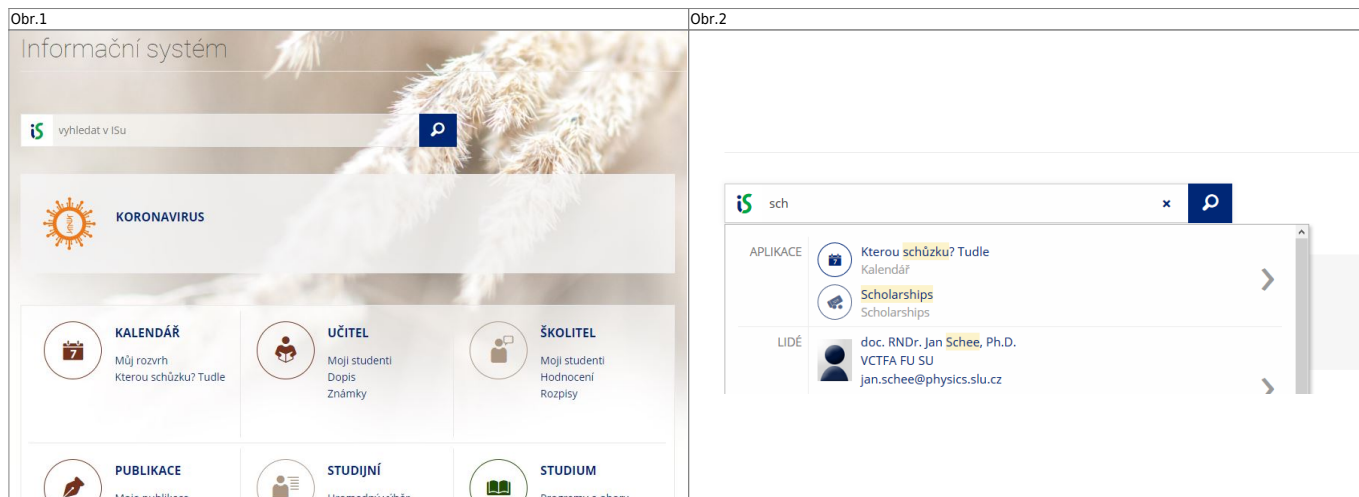 Obr.1
Obr.2
Informační systém
iS vyhledat v ISu
KORONAVIRUS
KALENDÁŘ
Můj rozvrh
Kterou schůzku? Tudle
UČITEL
Moji studenti
Dopis
Známky
ŠKOLITEL
Moji studenti
Hodnocení
Rozpisy
PUBLIKACE
STUDIJNÍ
STUDIUM
iS sch
APLIKACE
Kterou schůzku? Tudle
Kalendář
Scholarships
Scholarships
LIDÉ
doc. RNDr. Jan Schee, Ph.D.
VCTFA FU SU
jan.schee@physics.slu.cz